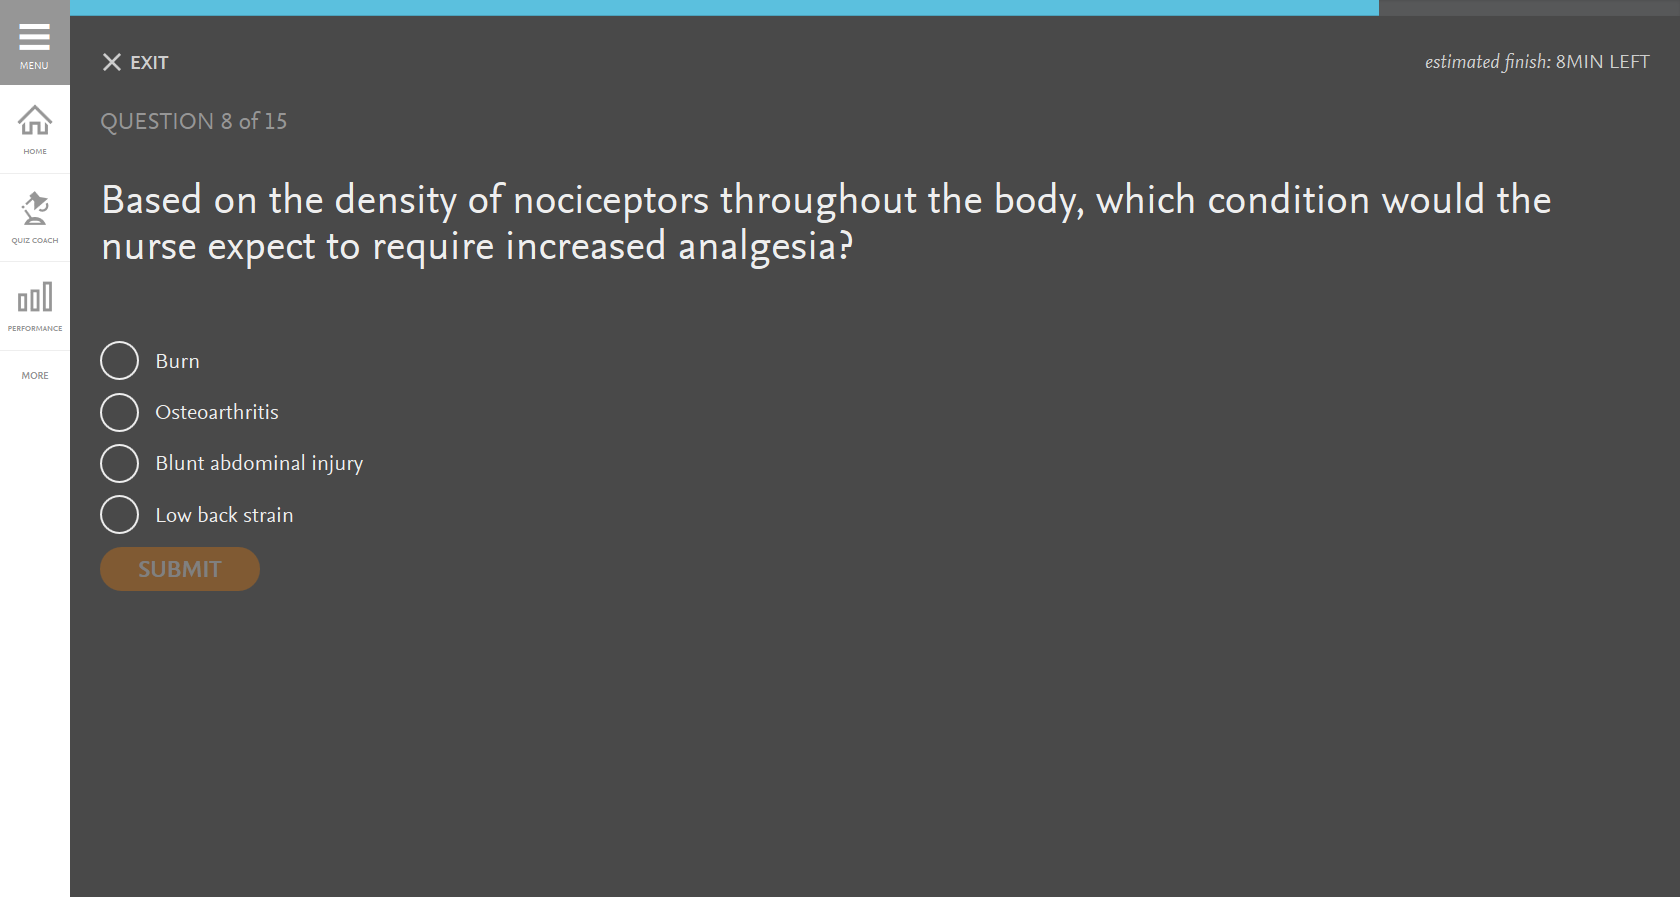 MENU
HOME
QUIZ COACH
PERFORMANCE
MORE
EXIT
estimated finish: 8MIN LEFT
QUESTION 8 of 15
Based on the density of nociceptors throughout the body, which condition would the
nurse expect to require increased analgesia?
Burn
Osteoarthritis
Blunt abdominal injury
Low back strain
SUBMIT